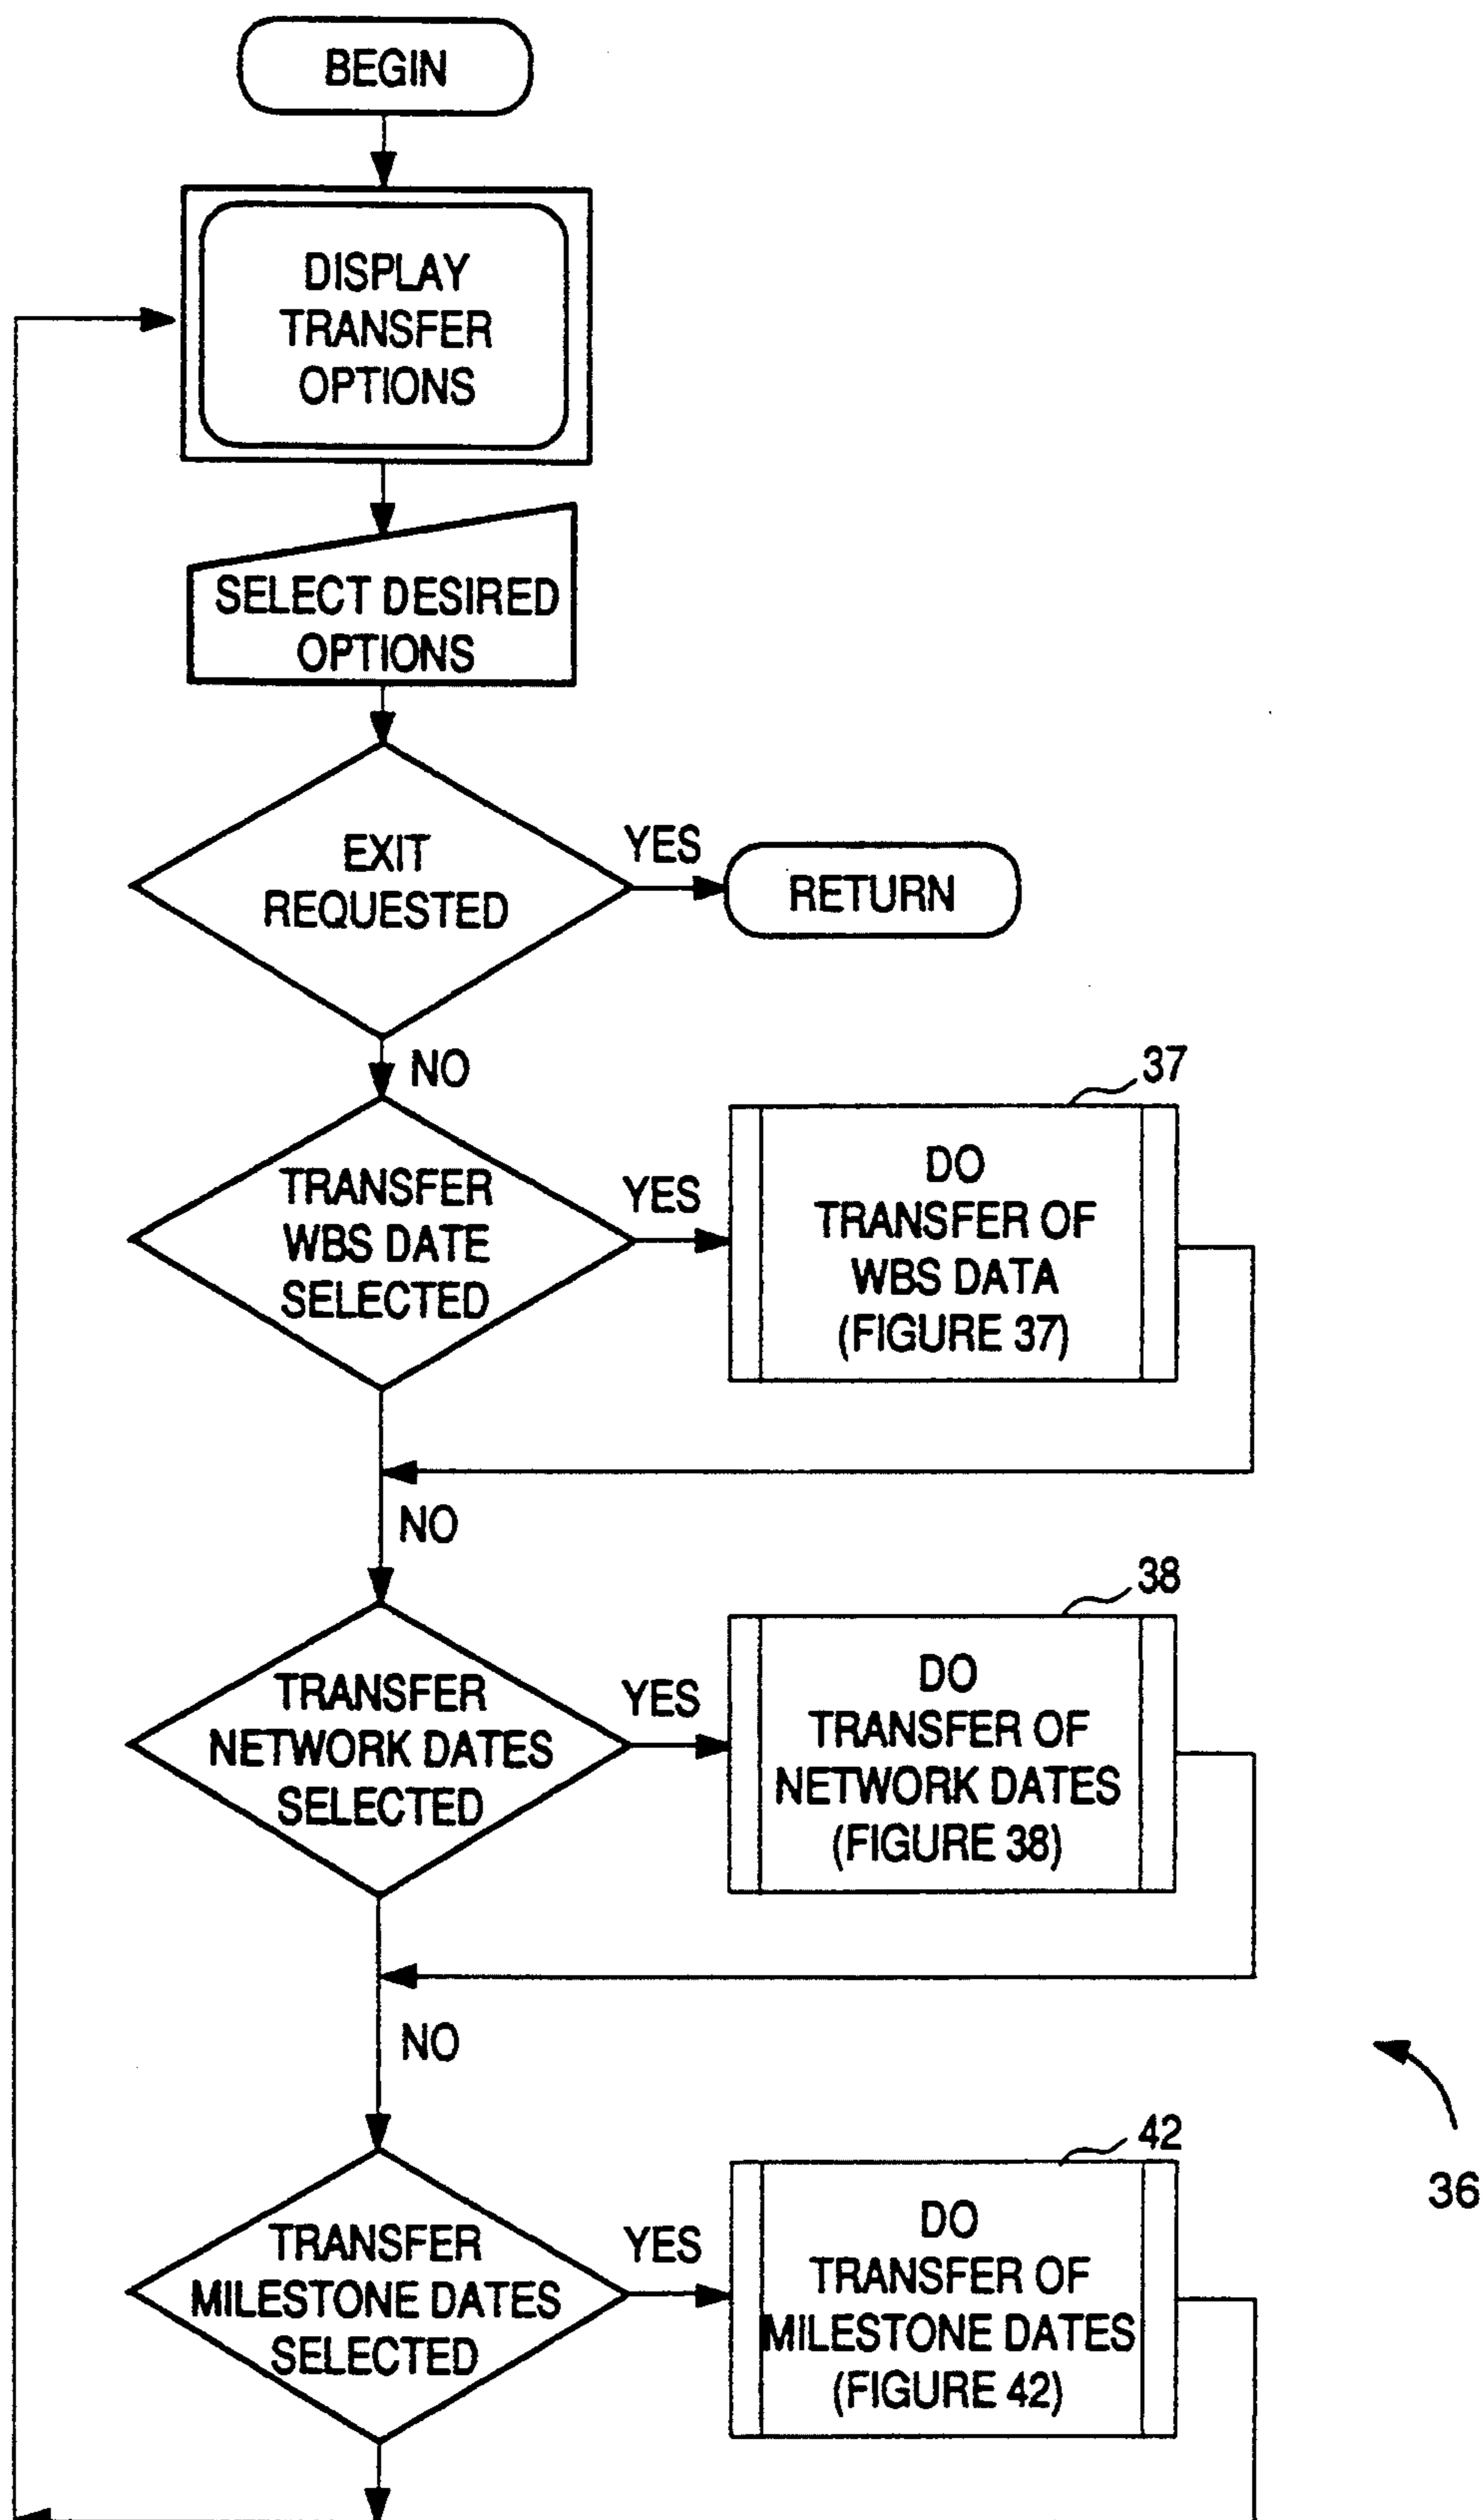 BEGIN
DISPLAY
TRANSFER
OPTIONS
SELECT DESIRED
OPTIONS
EXIT
REQUESTED
YES
RETURN
NO
TRANSFER
WBS DATE
SELECTED
YES
37
DO
TRANSFER OF
WBS DATA
(FIGURE 37)
NO
TRANSFER
NETWORK DATES
SELECTED
YES
38
DO
TRANSFER OF
NETWORK DATES
(FIGURE 38)
NO
36
TRANSFER
MILESTONE DATES
SELECTED
YES
42
DO
TRANSFER OF
MILESTONE DATES
(FIGURE 42)